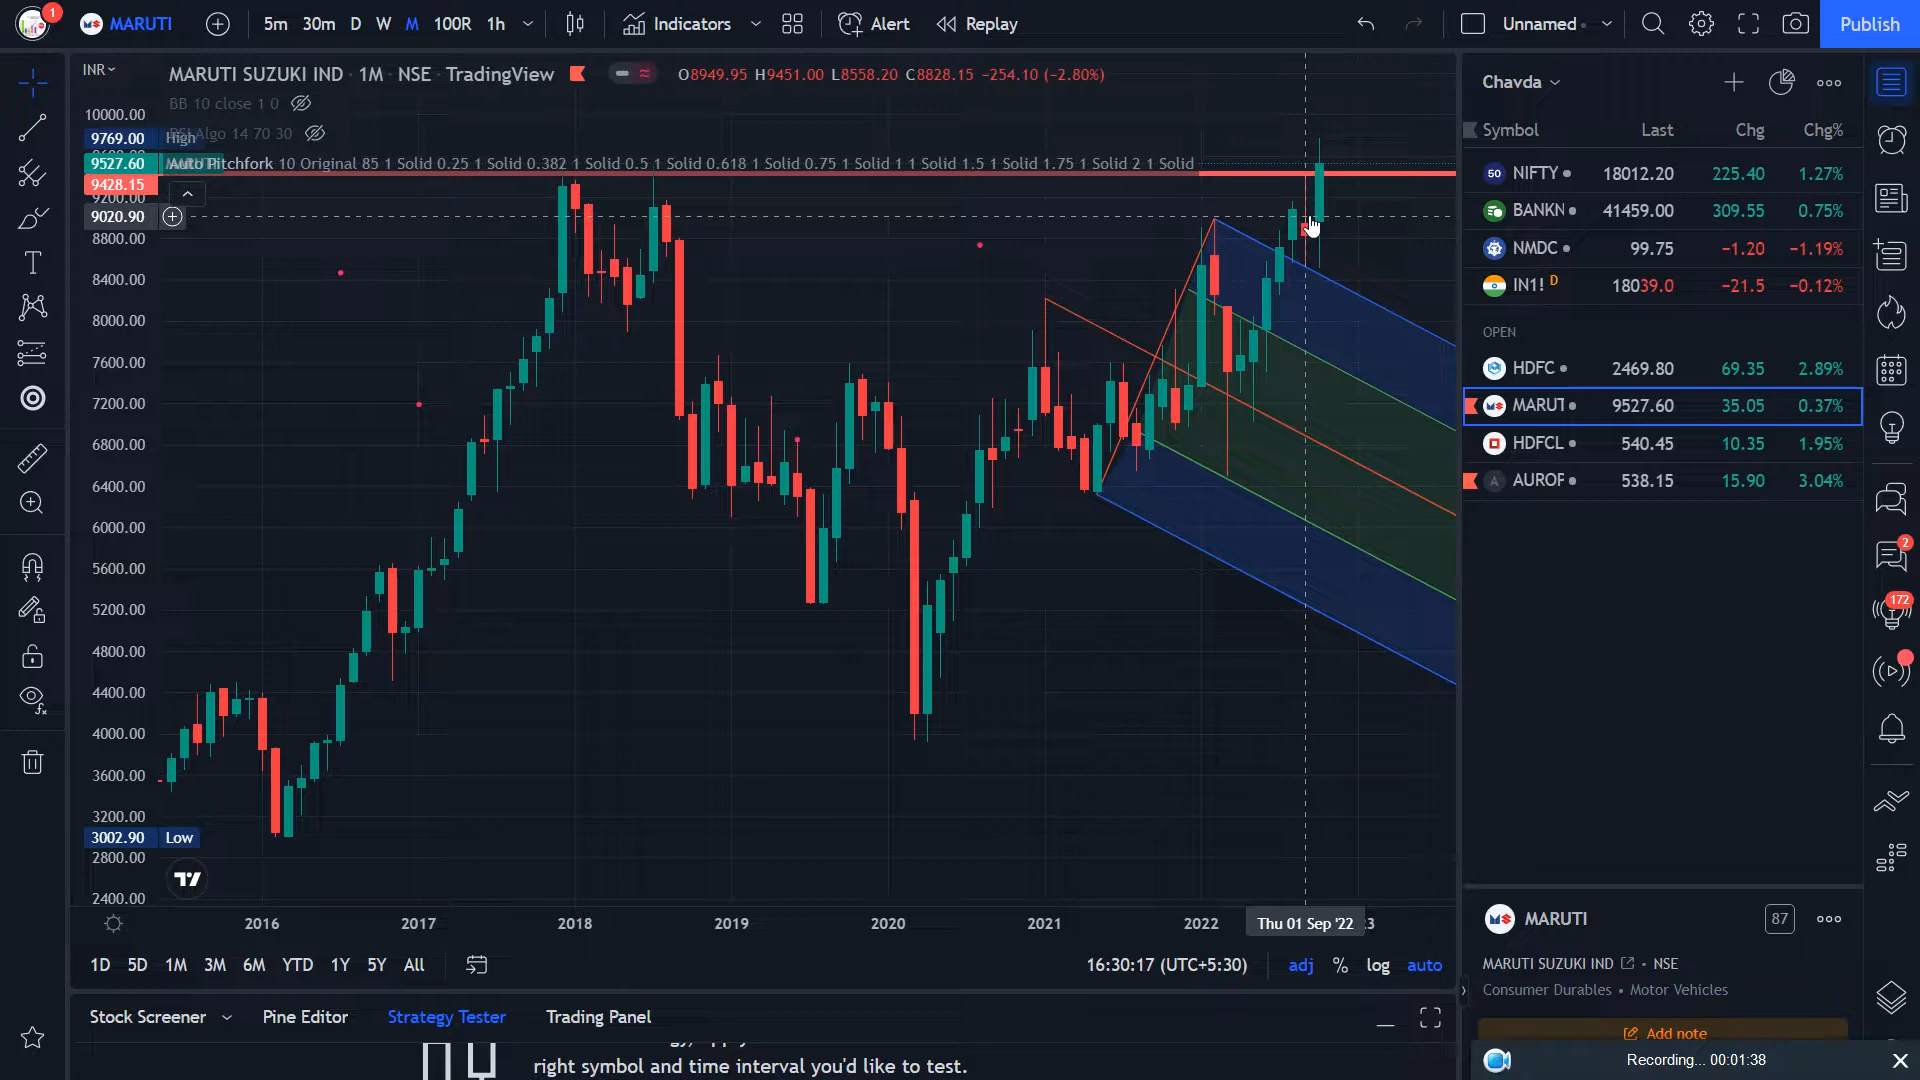 1
MARUTI
5m 30m D W M 100R 1h
Indicators
Alert
Replay
Unnamed
Publish
INR
MARUTI SUZUKI IND · 1M · NSE · TradingView
O8949.95 H9451.00 L8558.20 C8828.15 −254.10 (−2.80%)
BB 10 close 1 0
Algo 14 70 30
Auto Pitchfork 10 Original 85 1 Solid 0.25 1 Solid 0.382 1 Solid 0.5 1 Solid 0.618 1 Solid 0.75 1 Solid 1 1 Solid 1.5 1 Solid 1.75 1 Solid 2 1 Solid
10000.00
9769.00 High
9527.60
9428.15
9200.00
9020.90
8800.00
8400.00
8000.00
7600.00
7200.00
6800.00
6400.00
6000.00
5600.00
5200.00
4800.00
4400.00
4000.00
3600.00
3200.00
3002.90 Low
2800.00
2400.00
2016 2017 2018 2019 2020 2021 2022 Thu 01 Sep '22 3
1D 5D 1M 3M 6M YTD 1Y 5Y All
16:30:17 (UTC+5:30)
adj % log auto
Stock Screener
Pine Editor
Strategy Tester
Trading Panel
right symbol and time interval you'd like to test.
Chavda
Symbol Last Chg Chg%
50 NIFTY 18012.20 225.40 1.27%
BANKN 41459.00 309.55 0.75%
NMDC 99.75 −1.20 −1.19%
IN1! D 18039.0 −21.5 −0.12%
OPEN
HDFC 2469.80 69.35 2.89%
MARUT 9527.60 35.05 0.37%
HDFCL 540.45 10.35 1.95%
A AUROF 538.15 15.90 3.04%
MARUTI
87
MARUTI SUZUKI IND · NSE
Consumer Durables • Motor Vehicles
Add note
Recording... 00:01:38
2
172